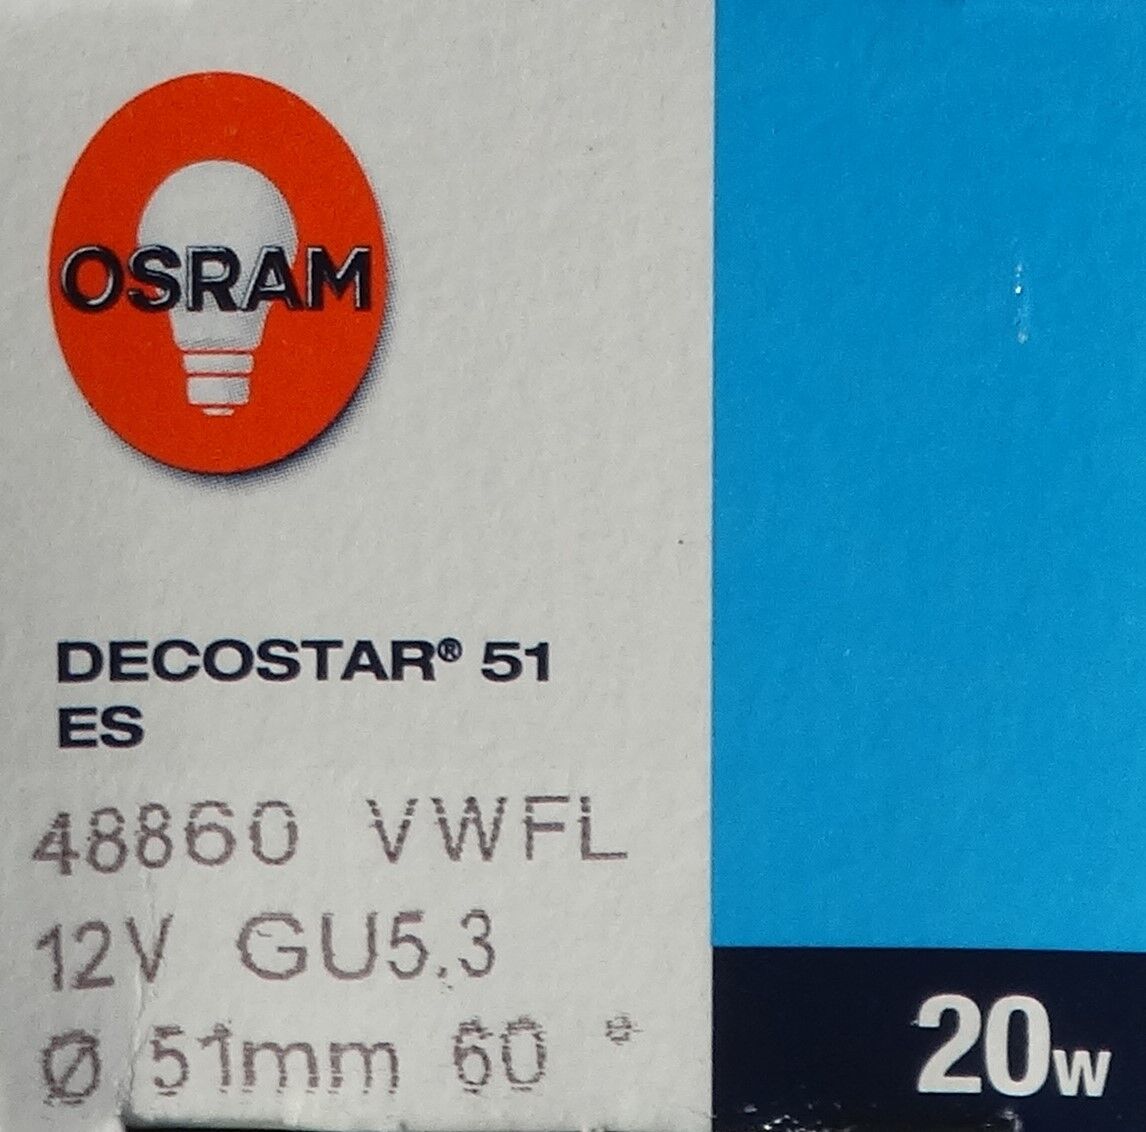 OSRAM
DECOSTAR® 51
ES
48860 VWFL
12V GU5.3
Ø 51mm 60 °
20W